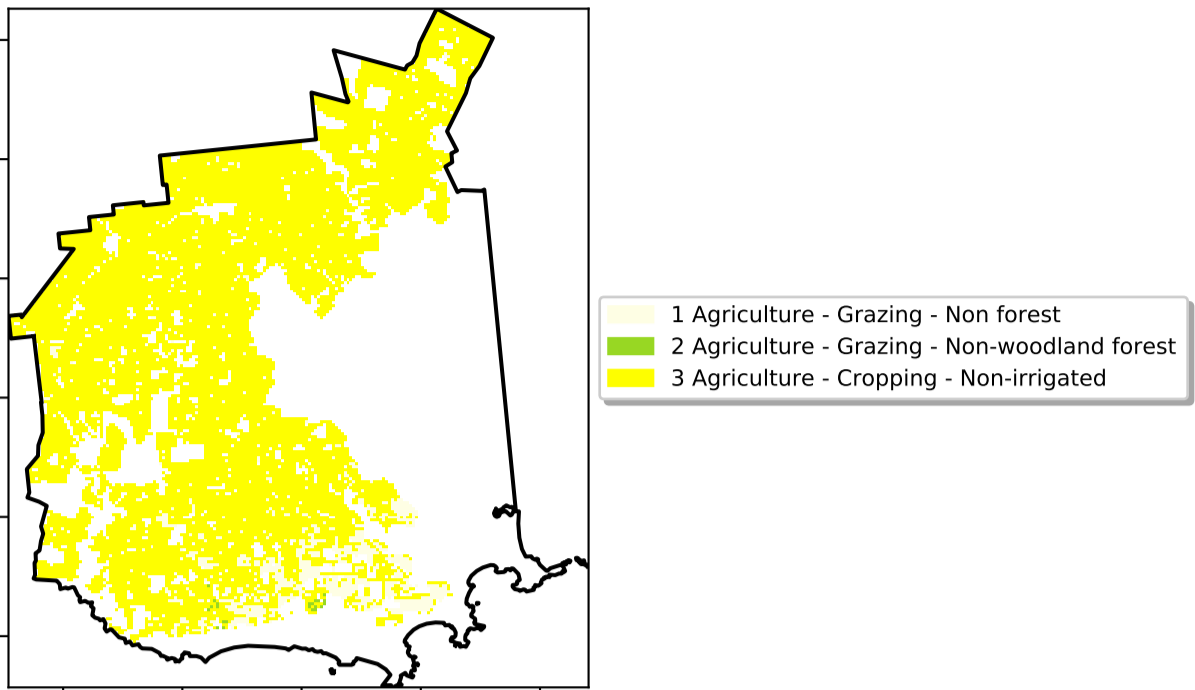 1 Agriculture - Grazing - Non forest
2 Agriculture - Grazing - Non-woodland forest
3 Agriculture - Cropping - Non-irrigated